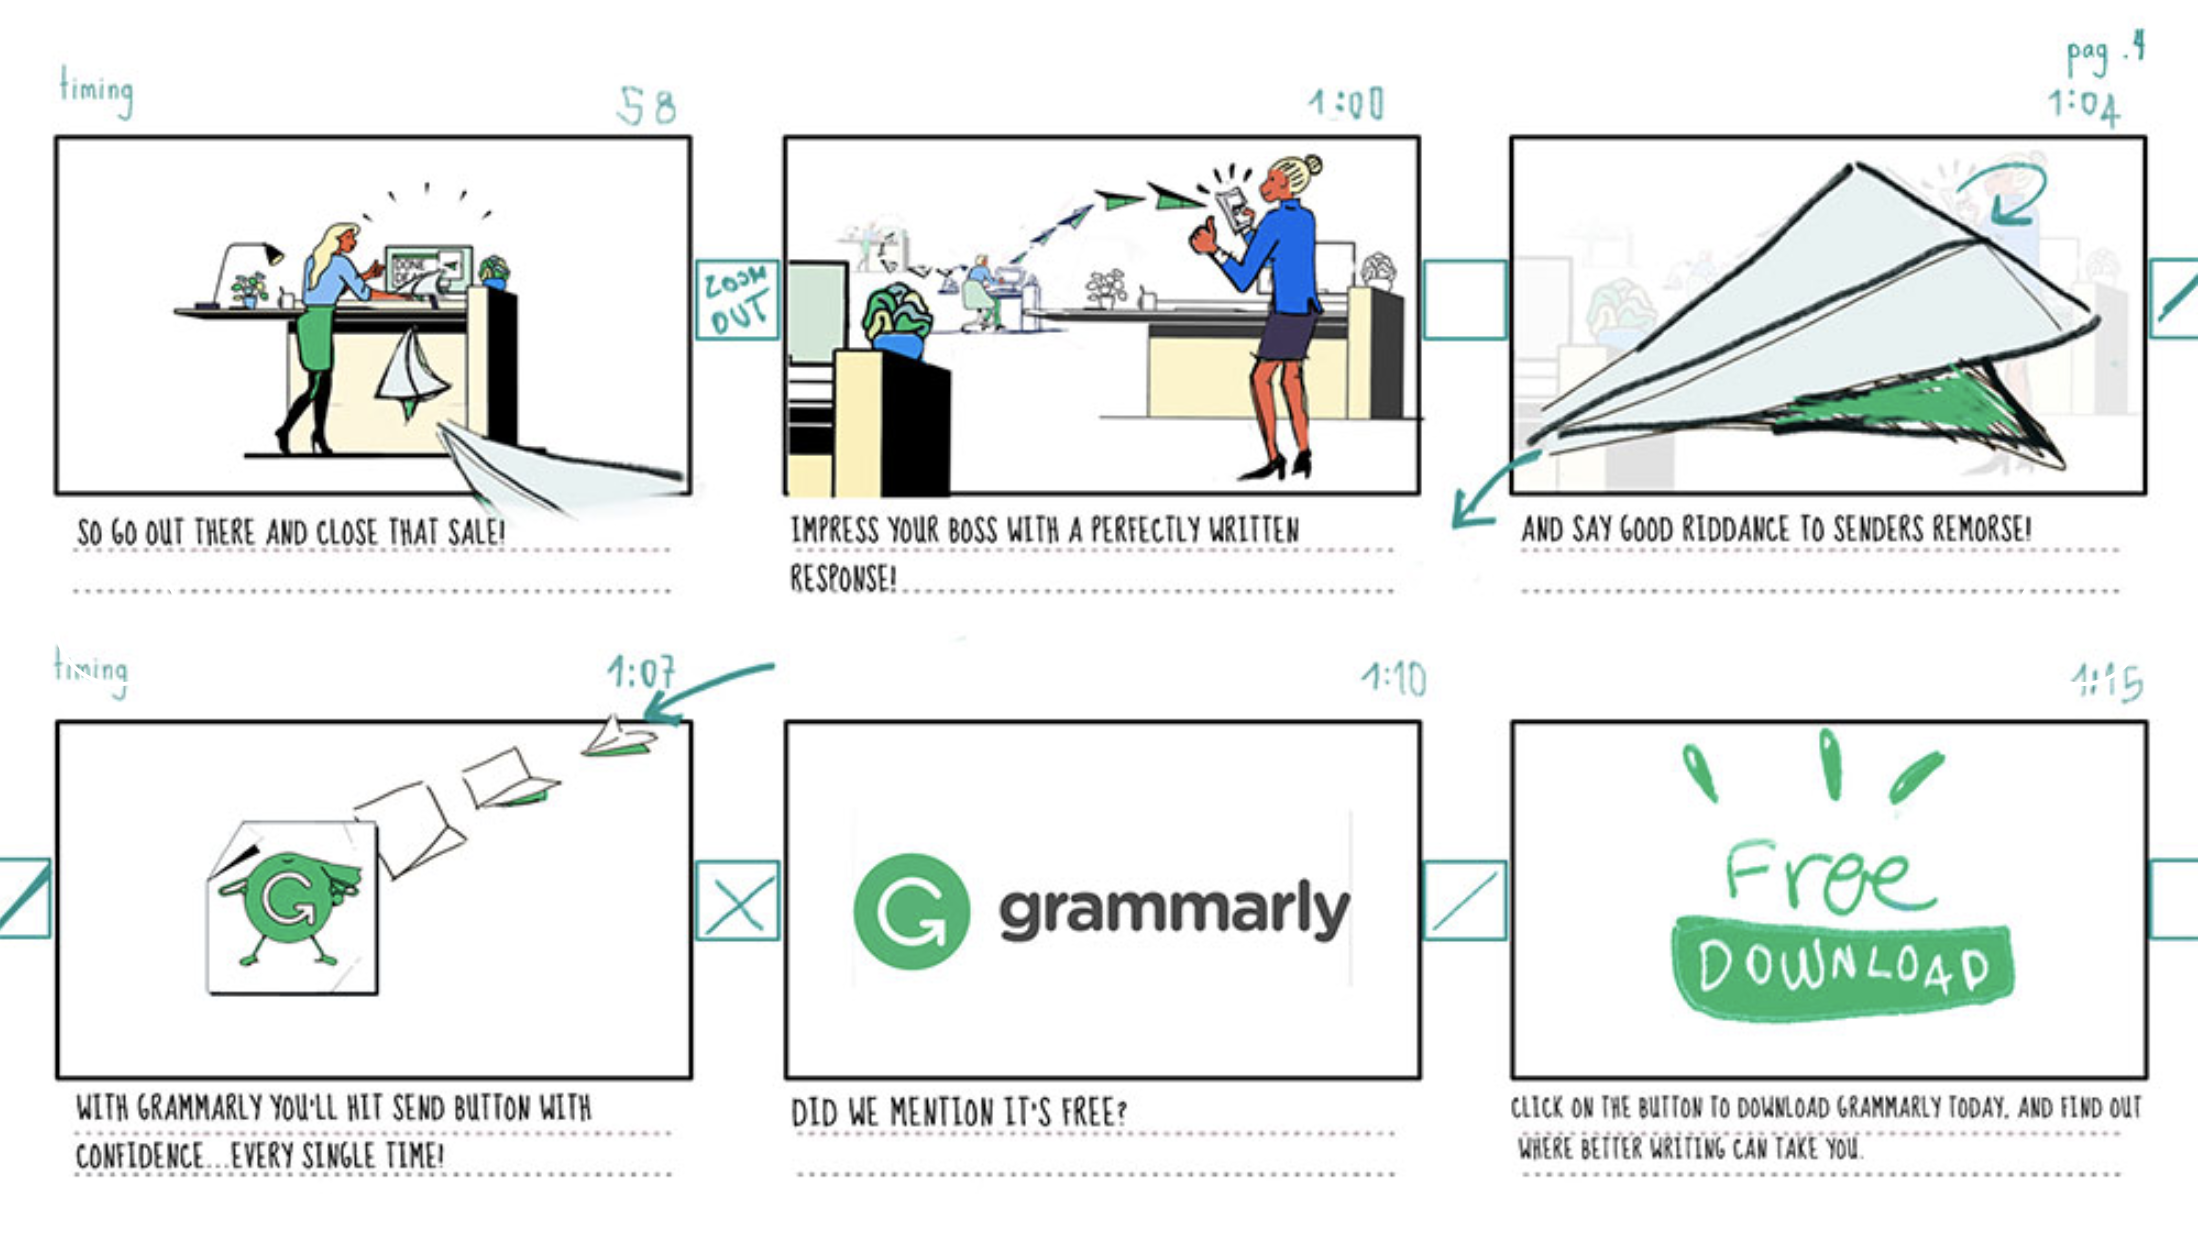 pag.4
timing
58
1:00
1:04
DONE
ZOOM
OUT
SO GO OUT THERE AND CLOSE THAT SALE!
IMPRESS YOUR BOSS WITH A PERFECTLY WRITTEN
RESPONSE!
AND SAY GOOD RIDDANCE TO SENDERS REMORSE!
timing
1:07
1:10
1:15
G
grammarly
Free
DOWNLOAD
WITH GRAMMARLY YOU'LL HIT SEND BUTTON WITH
CONFIDENCE...EVERY SINGLE TIME!
DID WE MENTION IT'S FREE?
CLICK ON THE BUTTON TO DOWNLOAD GRAMMARLY TODAY, AND FIND OUT
WHERE BETTER WRITING CAN TAKE YOU.